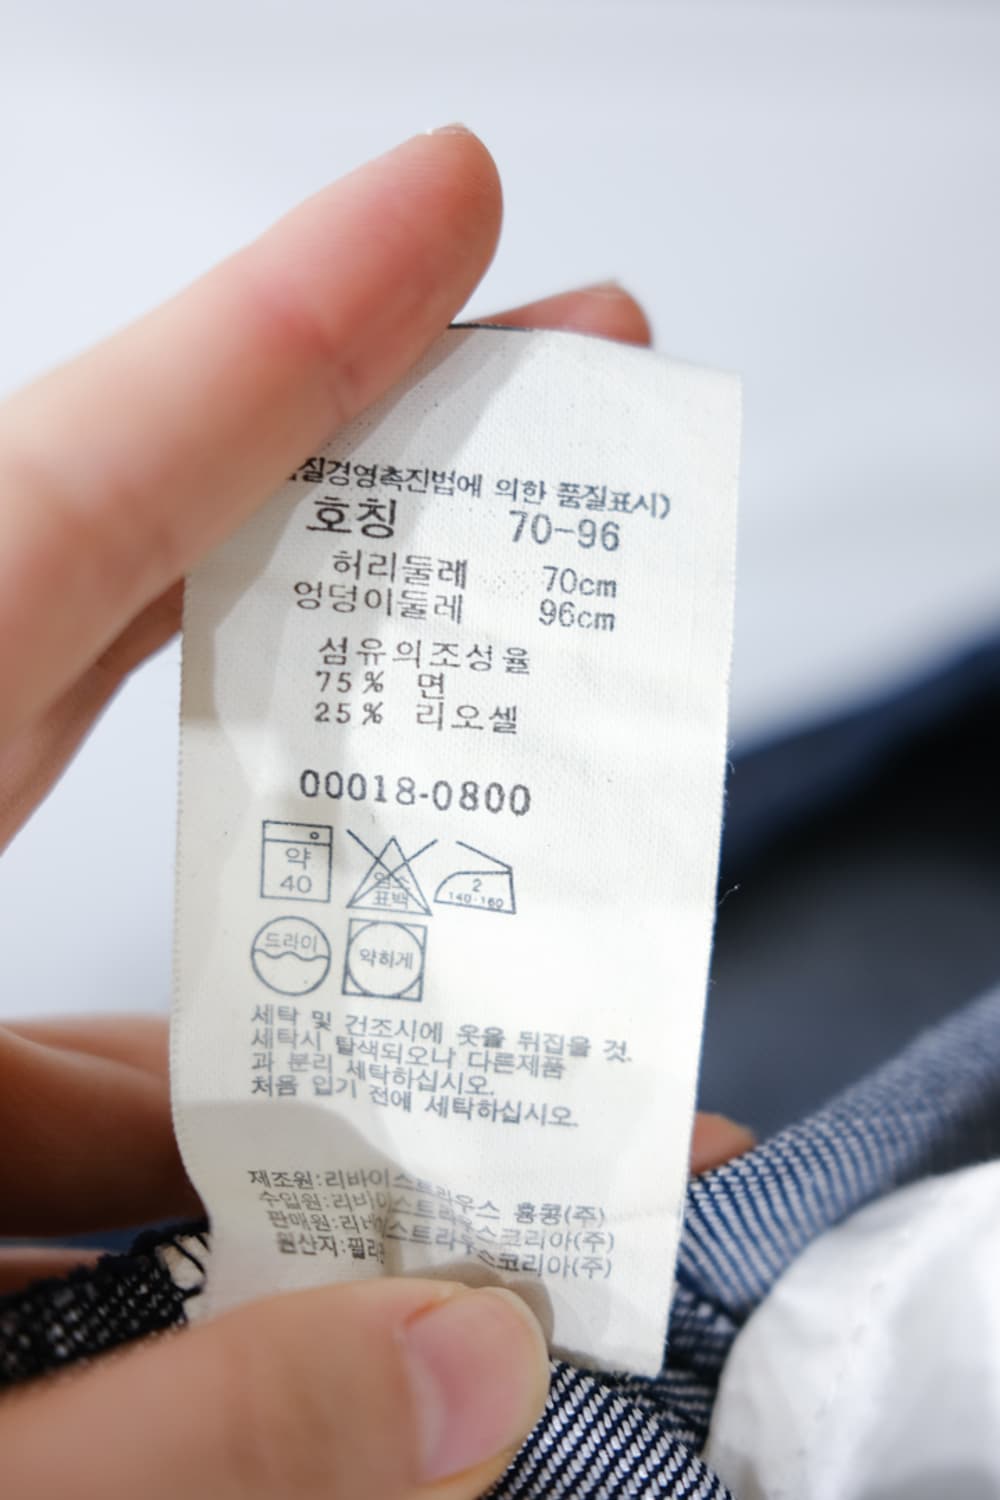 질경영촉진법에 의한 품질표시)
호칭 70-96
허리둘레 70cm
엉덩이둘레 96cm
섬유의조성율
75% 면
25% 리오셀
00018-0800
약
40
염소
표백
2
140-160
드라이
약하게
세탁 및 건조시에 옷을 뒤집을 것.
세탁시 탈색되오나 다른제품
과 분리 세탁하십시오.
처음 입기 전에 세탁하십시오.
제조원:리바이스트라우스 홍콩(주)
수입원:리바이스트라우스코리아(주)
판매원:리바이스트라우스코리아(주)
원산지:필리